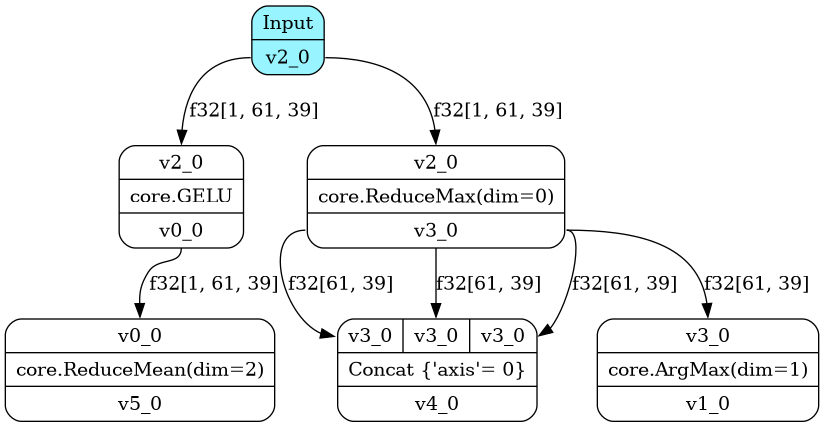 Input
v2_0
f32[1, 61, 39]
f32[1, 61, 39]
v2_0
core.GELU
v0_0
v2_0
core.ReduceMax(dim=0)
v3_0
f32[1, 61, 39]
f32[61, 39]
f32[61, 39]
f32[61, 39]
f32[61, 39]
v0_0
core.ReduceMean(dim=2)
v5_0
v3_0 v3_0 v3_0
Concat {'axis'= 0}
v4_0
v3_0
core.ArgMax(dim=1)
v1_0